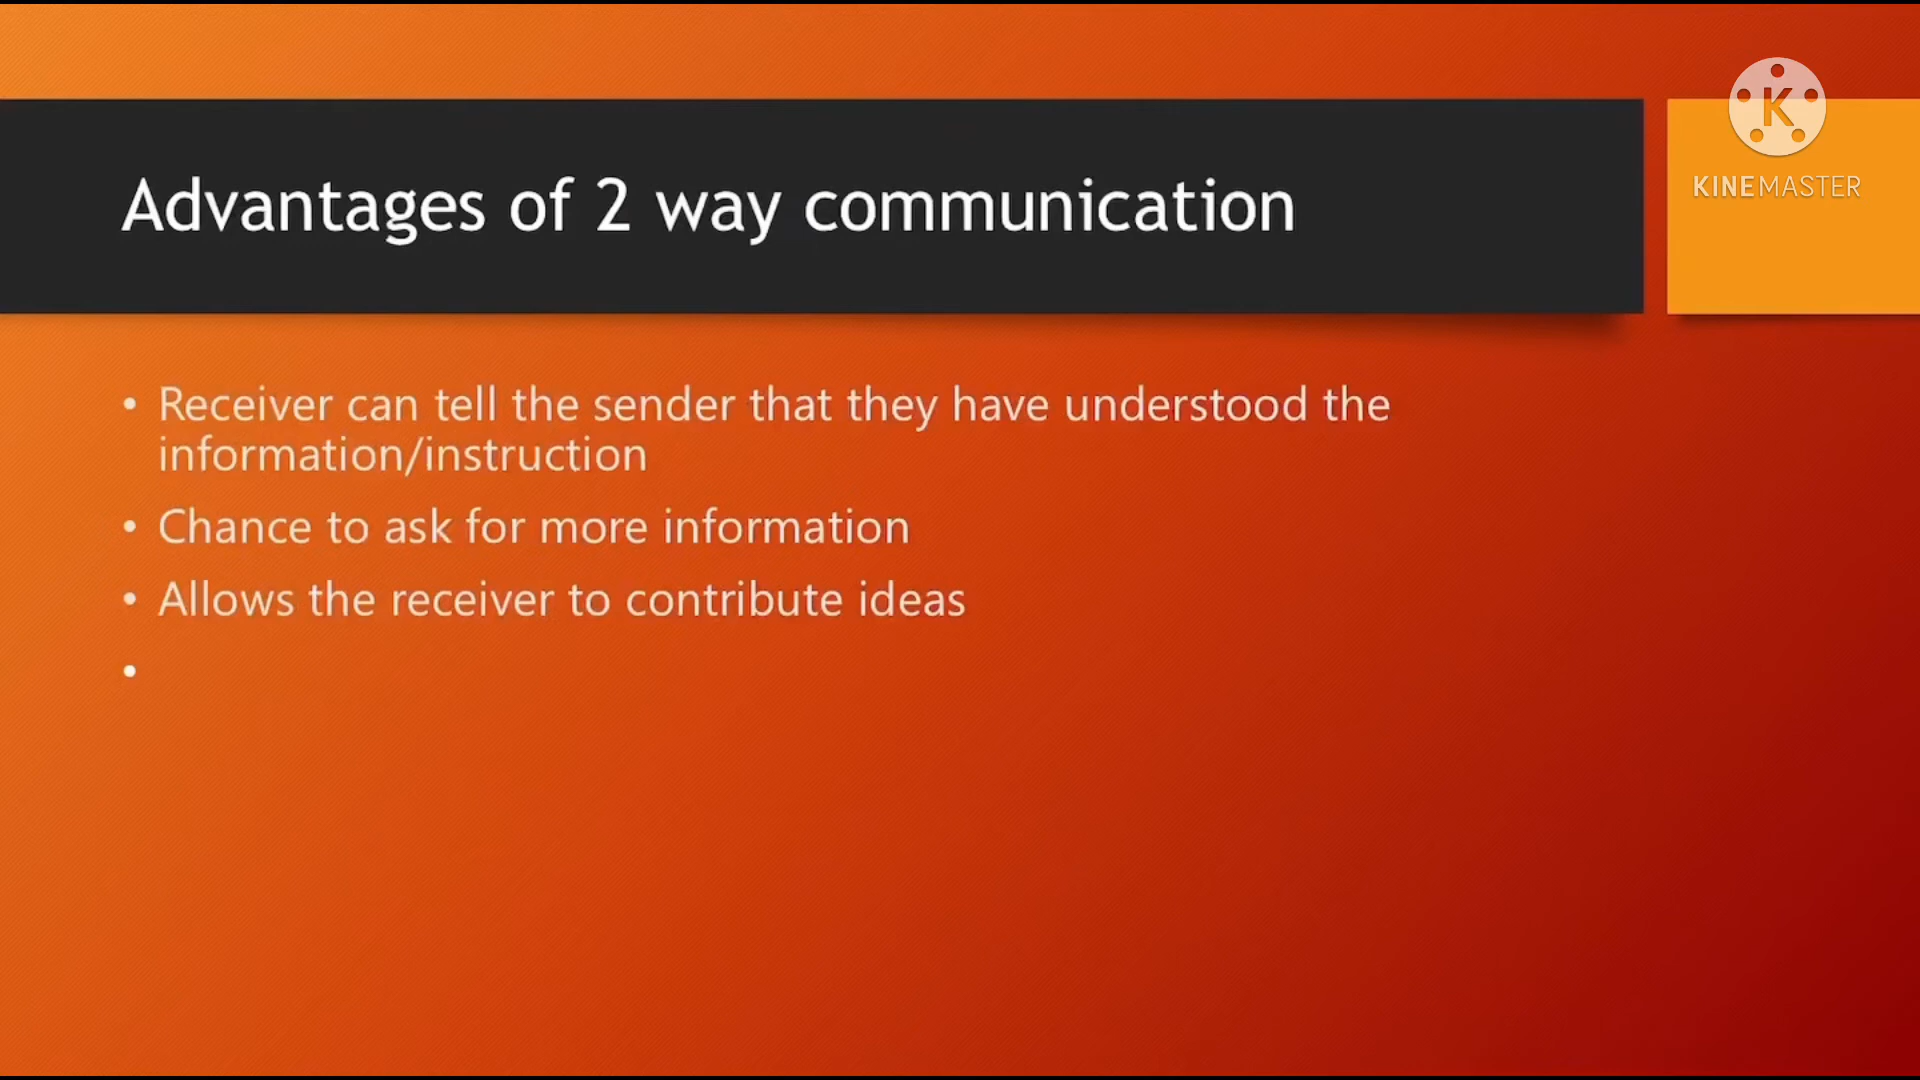 K
KINEMASTER
Advantages of 2 way communication
• Receiver can tell the sender that they have understood the
information/instruction
• Chance to ask for more information
• Allows the receiver to contribute ideas
•